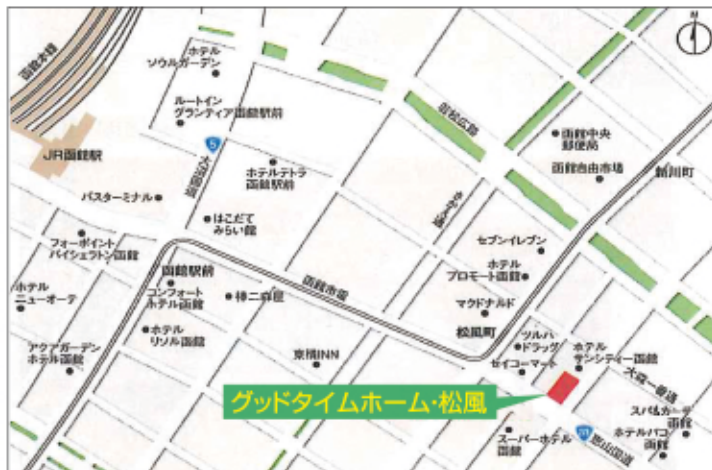 N
函館本線
ホテル
ソウルガーデン
ルートイン
グランティア函館駅前
5
JR函館駅
大門国道
ホテルテトラ
函館駅前
バスターミナル
はこだて
みらい館
フォーポイント
バイシェラトン函館
函館駅前
コンフォート
ホテル函館
棒二森屋
函館市電
ホテル
ニューオーテ
ホテル
リソル函館
アクアガーデン
ホテル函館
東横INN
函館中央
郵便局
函館自由市場
新川町
セブンイレブン
ホテル
プロモート函館
マクドナルド
松風町
ツルハ
ドラッグ
セイコーマート
ホテル
サンシティー函館
大森一番通
グッドタイムホーム・松風
スーパーホテル
函館
恵山国道
函館
ホテルパコ
函館